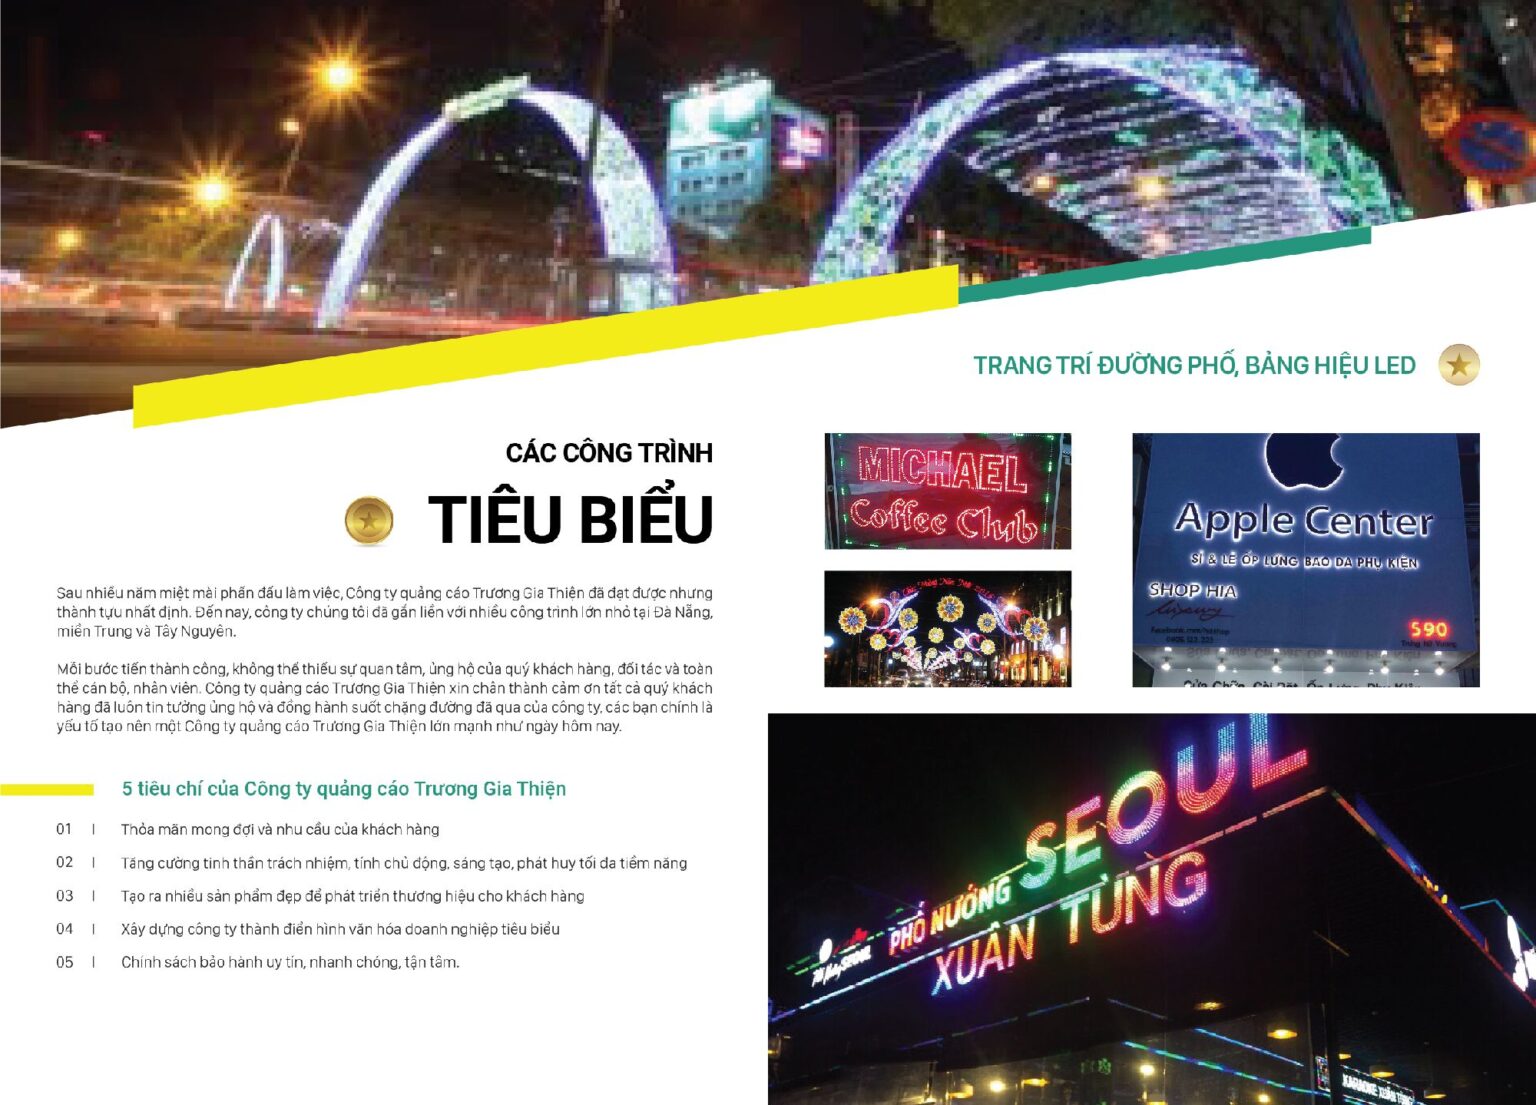 CÁC CÔNG TRÌNH
TIÊU BIỂU
Sau nhiều năm miệt mài phấn đấu làm việc, Công ty quảng cáo Trương Gia Thiện đã đạt được nhưng
thành tựu nhất định. Đến nay, công ty chúng tôi đã gắn liền với nhiều công trình lớn nhỏ tại Đà Nẵng,
miền Trung và Tây Nguyên.
Mỗi bước tiến thành công, không thể thiếu sự quan tâm, ủng hộ của quý khách hàng, đối tác và toàn
thể cán bộ, nhân viên. Công ty quảng cáo Trương Gia Thiện xin chân thành cảm ơn tất cả quý khách
hàng đã luôn tin tưởng ủng hộ và đồng hành suốt chặng đường đã qua của công ty, các bạn chính là
yếu tố tạo nên một Công ty quảng cáo Trương Gia Thiện lớn mạnh như ngày hôm nay.
5 tiêu chí của Công ty quảng cáo Trương Gia Thiện
01 | Thỏa mãn mong đợi và nhu cầu của khách hàng
02 | Tăng cường tinh thần trách nhiệm, tính chủ động, sáng tạo, phát huy tối đa tiềm năng
03 | Tạo ra nhiều sản phẩm đẹp để phát triển thương hiệu cho khách hàng
04 | Xây dựng công ty thành điển hình văn hóa doanh nghiệp tiêu biểu
05 | Chính sách bảo hành uy tín, nhanh chóng, tận tâm.
TRANG TRÍ ĐƯỜNG PHỐ, BẢNG HIỆU LED
MICHAEL
Coffee Club
Apple Center
SỈ & LẺ ỐP LƯNG BAO DA PHỤ KIỆN
SHOP HIA
590
SEOUL
PHỐ NƯỚNG
XUÂN TÙNG
KARAOKE XUÂN TÙNG